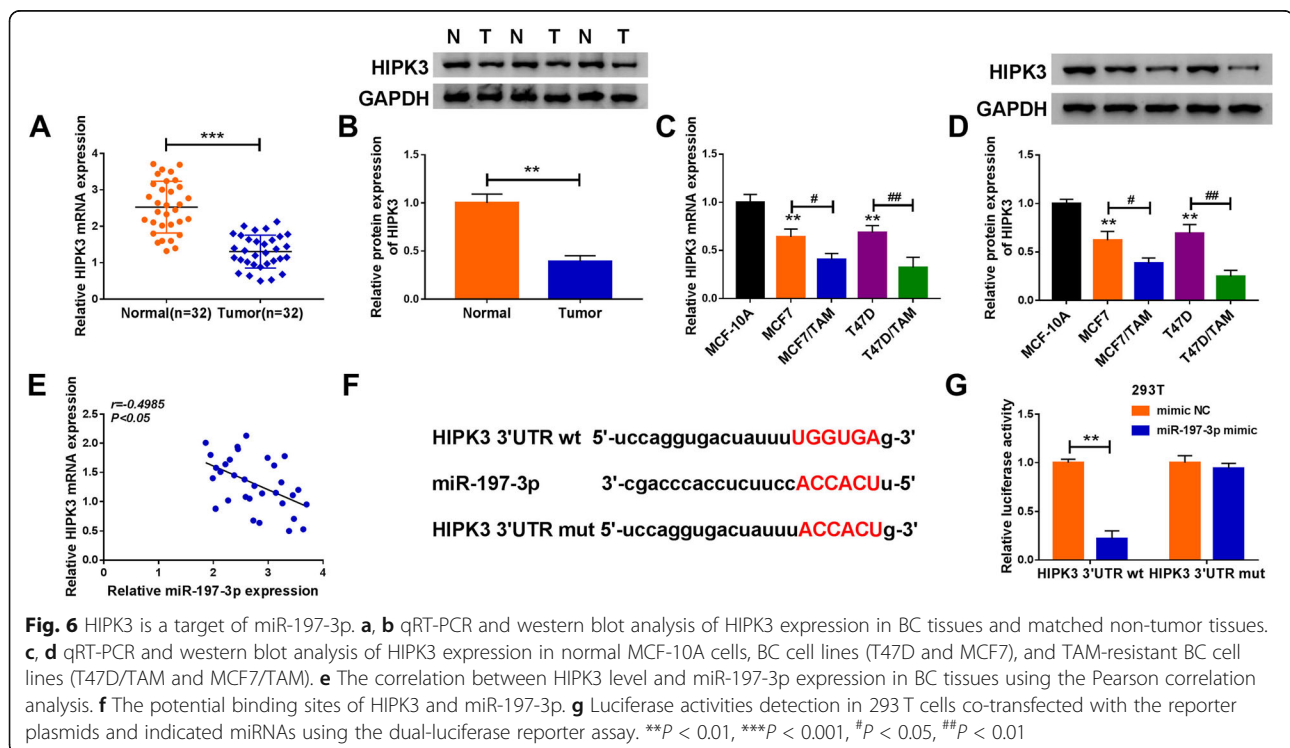 N T N T N T
HIPK3
GAPDH
HIPK3
GAPDH
A
***
Relative HIPK3 mRNA expression
4
3
2
1
0
Normal(n=32) Tumor(n=32)
B
**
Relative protein expression
of HIPK3
1.5
1.0
0.5
0.0
Normal Tumor
C
Relative HIPK3 mRNA expression
1.5
1.0
0.5
0.0
** # ** ##
MCF-10A MCF7 MCF7/TAM T47D T47D/TAM
D
Relative protein expression
of HIPK3
1.5
1.0
0.5
0.0
** # ** ##
MCF-10A MCF7 MCF7/TAM T47D T47D/TAM
E
r=-0.4985
P<0.05
Relative HIPK3 mRNA expression
2.5
2.0
1.5
1.0
0.5
0.0
0 1 2 3 4
Relative miR-197-3p expression
F
HIPK3 3'UTR wt 5'-uccaggugacuauuuUGGUGAg-3'
miR-197-3p 3'-cgacccaccucuuccACCACUu-5'
HIPK3 3'UTR mut 5'-uccaggugacuauuuACCACUg-3'
G
293T
mimic NC
miR-197-3p mimic
**
Relative luciferase activity
1.5
1.0
0.5
0.0
HIPK3 3'UTR wt HIPK3 3'UTR mut
Fig. 6 HIPK3 is a target of miR-197-3p. a, b qRT-PCR and western blot analysis of HIPK3 expression in BC tissues and matched non-tumor tissues.
c, d qRT-PCR and western blot analysis of HIPK3 expression in normal MCF-10A cells, BC cell lines (T47D and MCF7), and TAM-resistant BC cell
lines (T47D/TAM and MCF7/TAM). e The correlation between HIPK3 level and miR-197-3p expression in BC tissues using the Pearson correlation
analysis. f The potential binding sites of HIPK3 and miR-197-3p. g Luciferase activities detection in 293 T cells co-transfected with the reporter
plasmids and indicated miRNAs using the dual-luciferase reporter assay. **P < 0.01, ***P < 0.001, #P < 0.05, ##P < 0.01